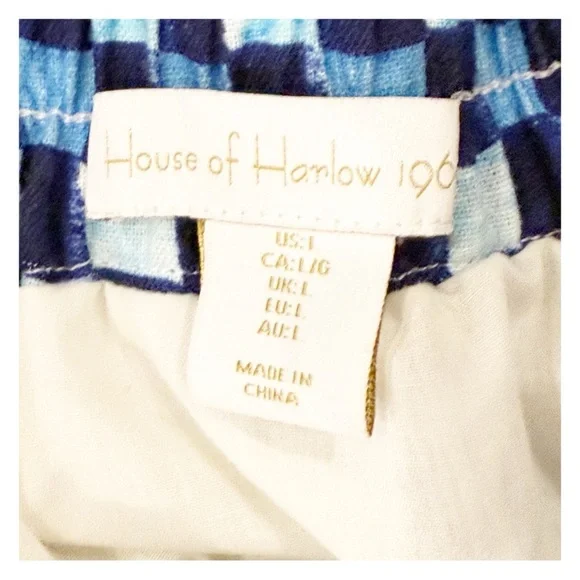 House of Harlow 196
US: L
CA: L/G
UK: L
EU: L
AU: L
MADE IN
CHINA